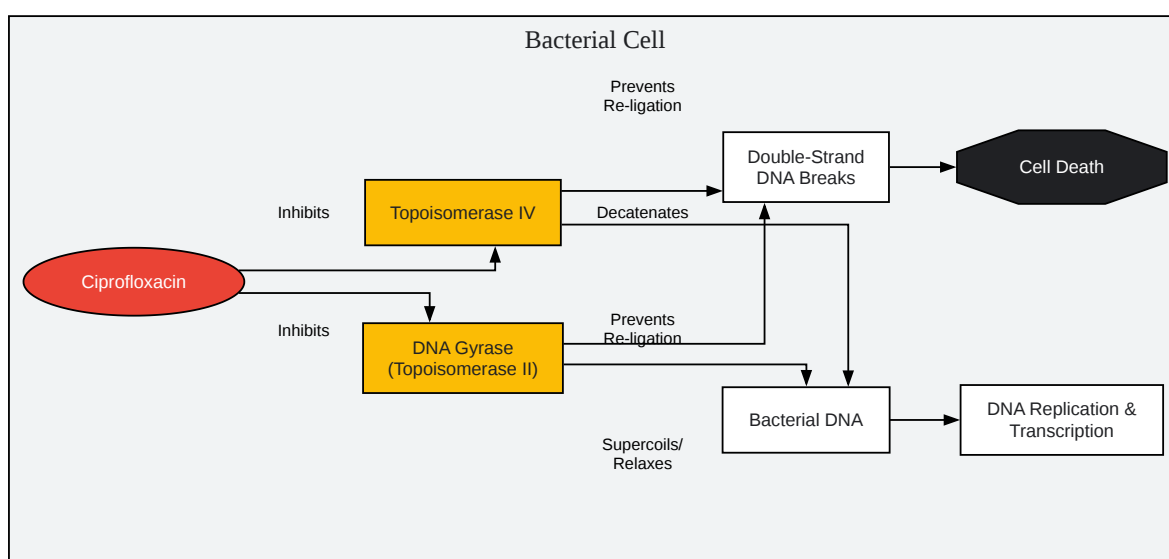 Bacterial Cell
Prevents
Re-ligation
Double-Strand
DNA Breaks
Cell Death
Inhibits
Topoisomerase IV
Decatenates
Ciprofloxacin
Inhibits
DNA Gyrase
(Topoisomerase II)
Prevents
Re-ligation
Bacterial DNA
DNA Replication &
Transcription
Supercoils/
Relaxes